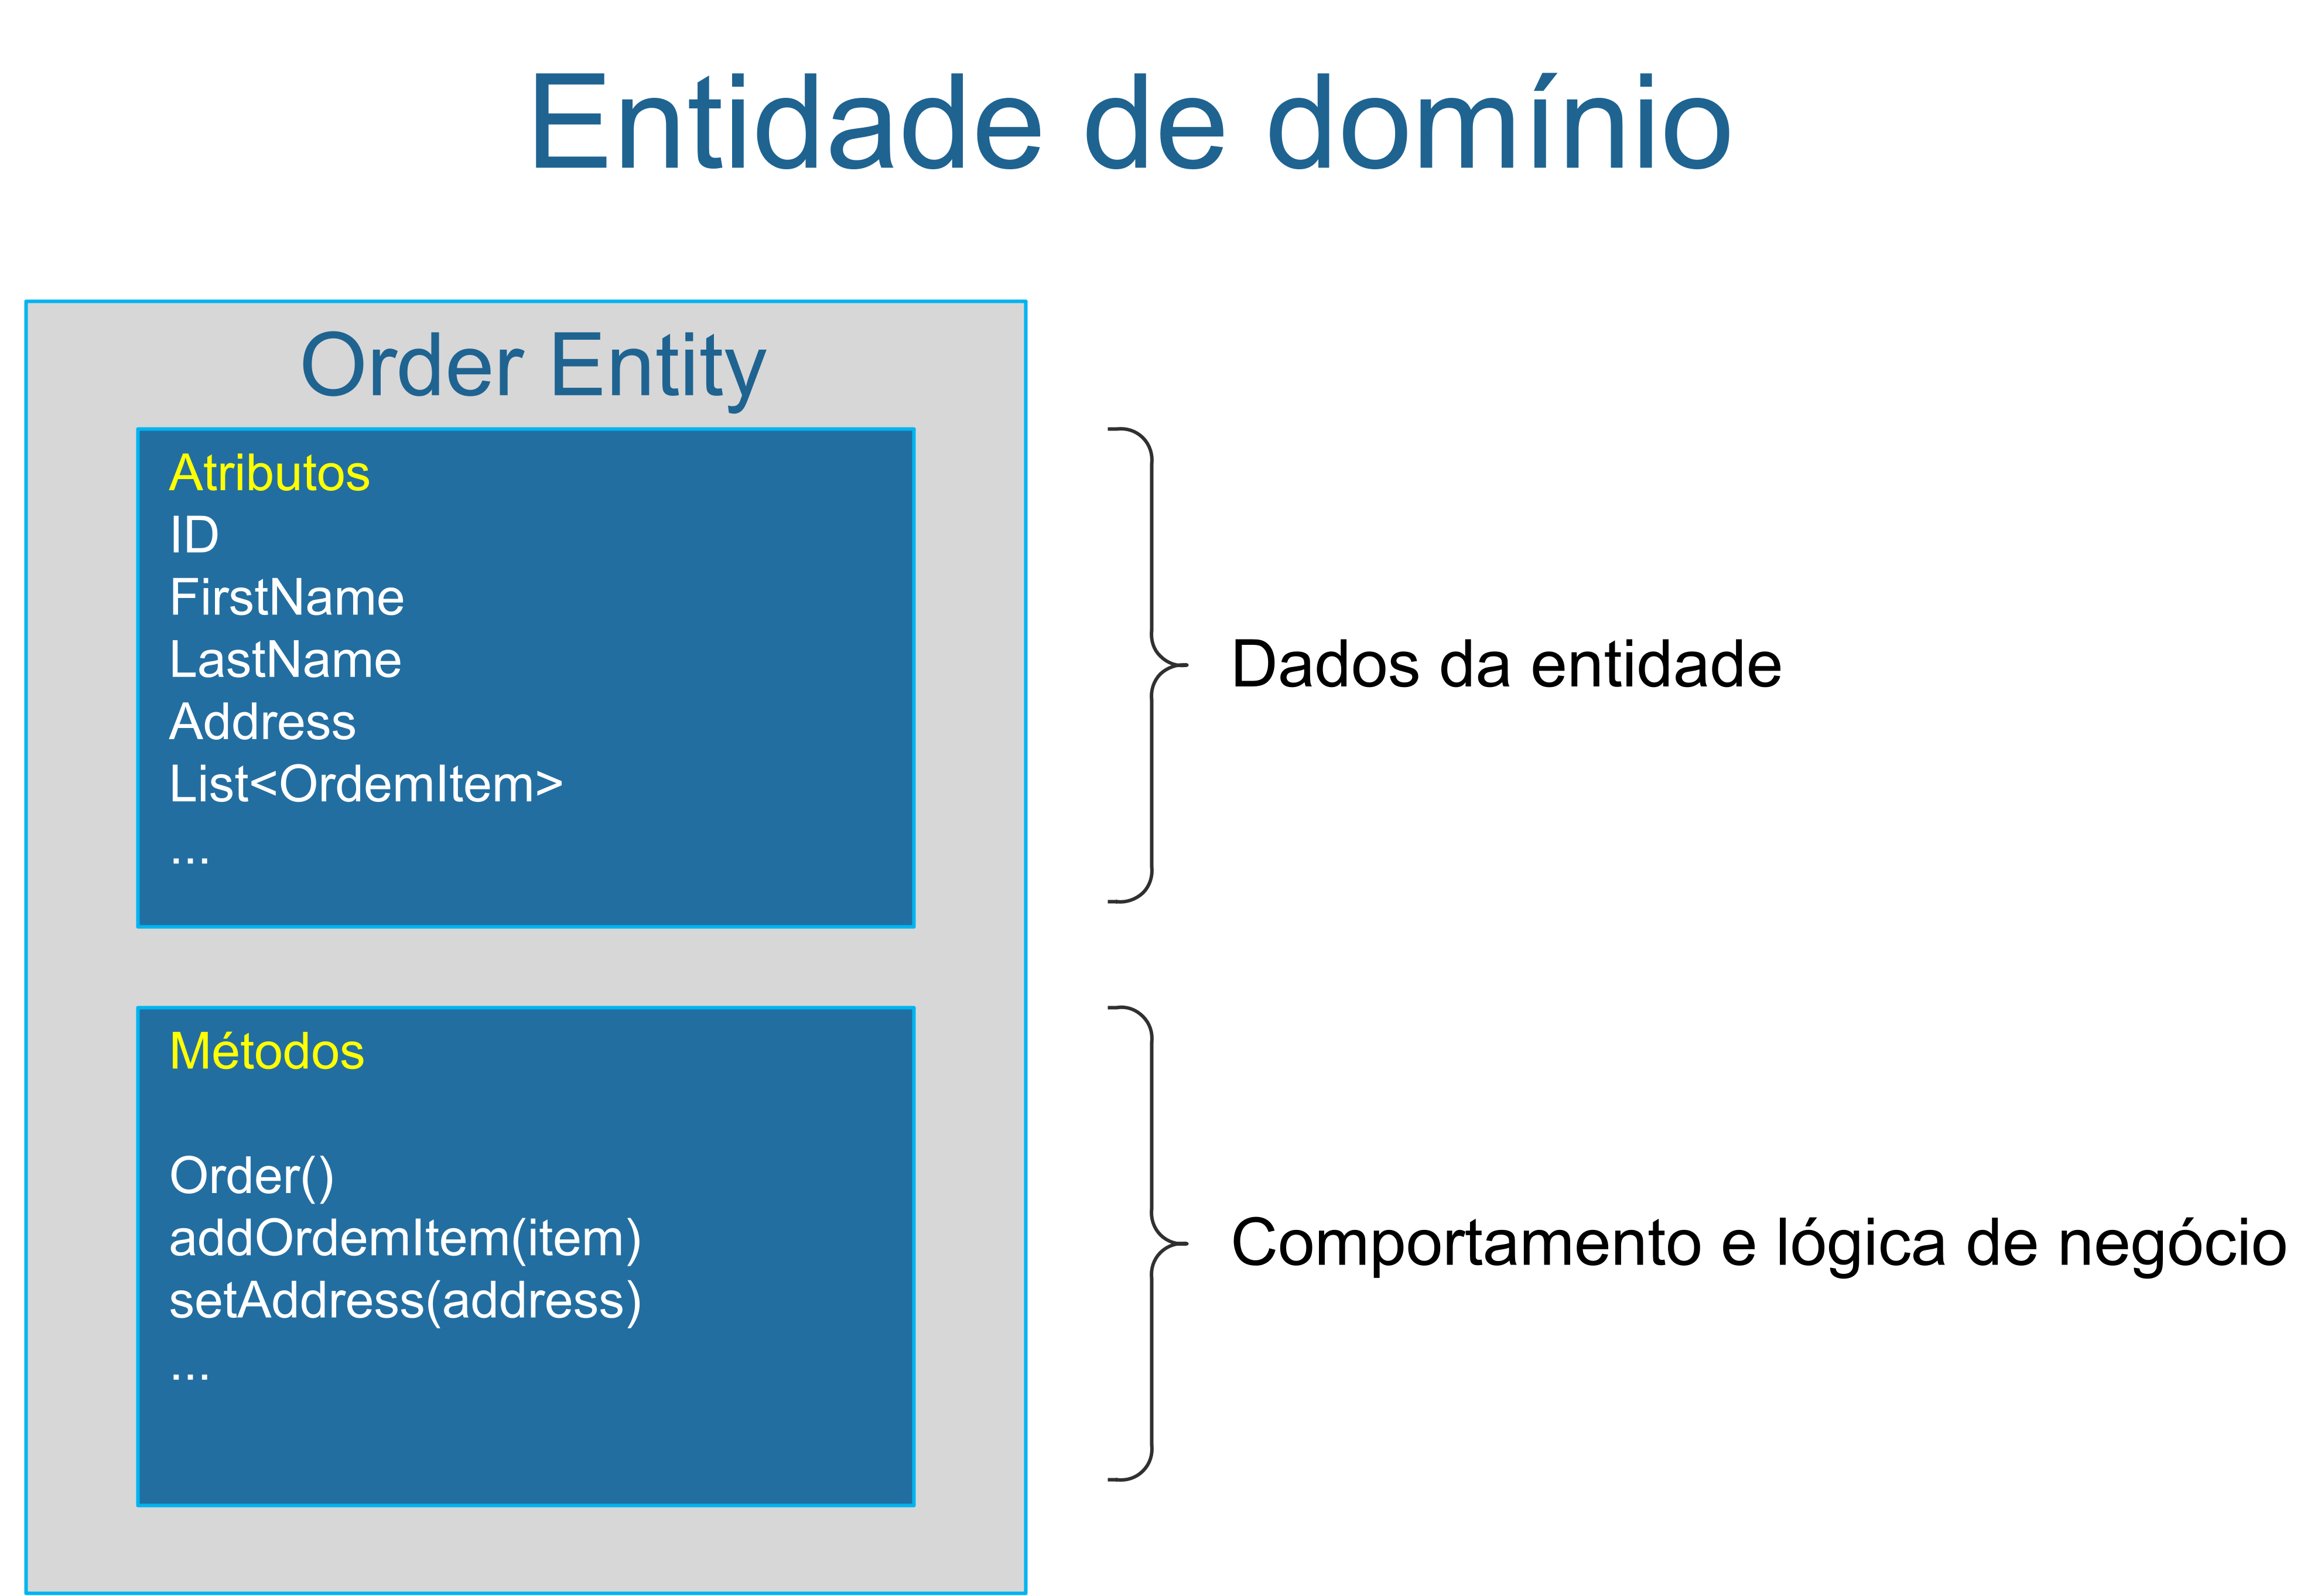 Entidade de domínio
Order Entity
Atributos
ID
FirstName
LastName
Address
List<OrdemItem>
...
Dados da entidade
Métodos
Order()
addOrdemItem(item)
setAddress(address)
...
Comportamento e lógica de negócio